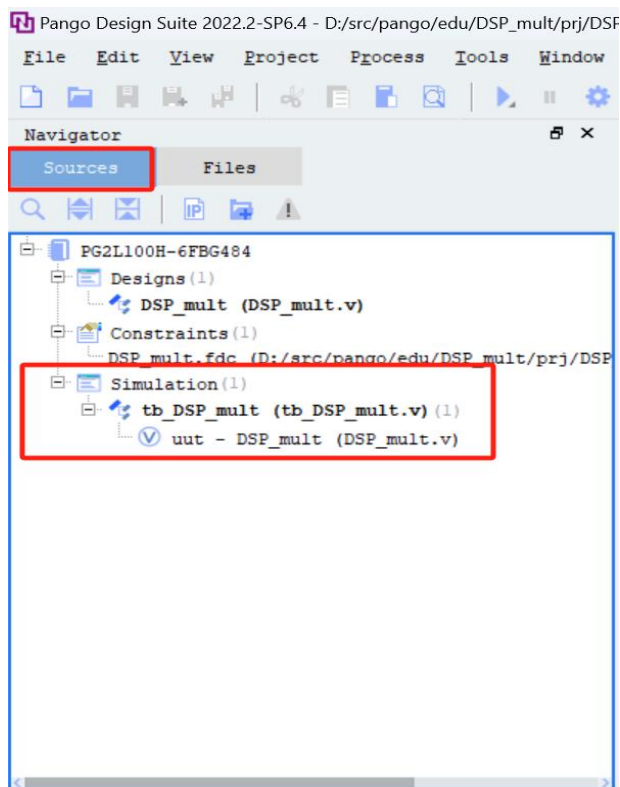 Pango Design Suite 2022.2-SP6.4 - D:/src/pango/edu/DSP_mult/prj/DSP
File Edit View Project Process Tools Window
Navigator
Sources Files
IP
PG2L100H-6FBG484
Designs(1)
DSP_mult (DSP_mult.v)
Constraints(1)
DSP_mult.fdc (D:/src/pango/edu/DSP_mult/prj/DSP
Simulation(1)
tb_DSP_mult (tb_DSP_mult.v)(1)
V uut - DSP_mult (DSP_mult.v)